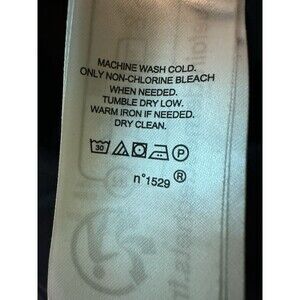 MACHINE WASH COLD.
ONLY NON-CHLORINE BLEACH
WHEN NEEDED.
TUMBLE DRY LOW.
WARM IRON IF NEEDED.
DRY CLEAN.
30 P
n°1529 ®